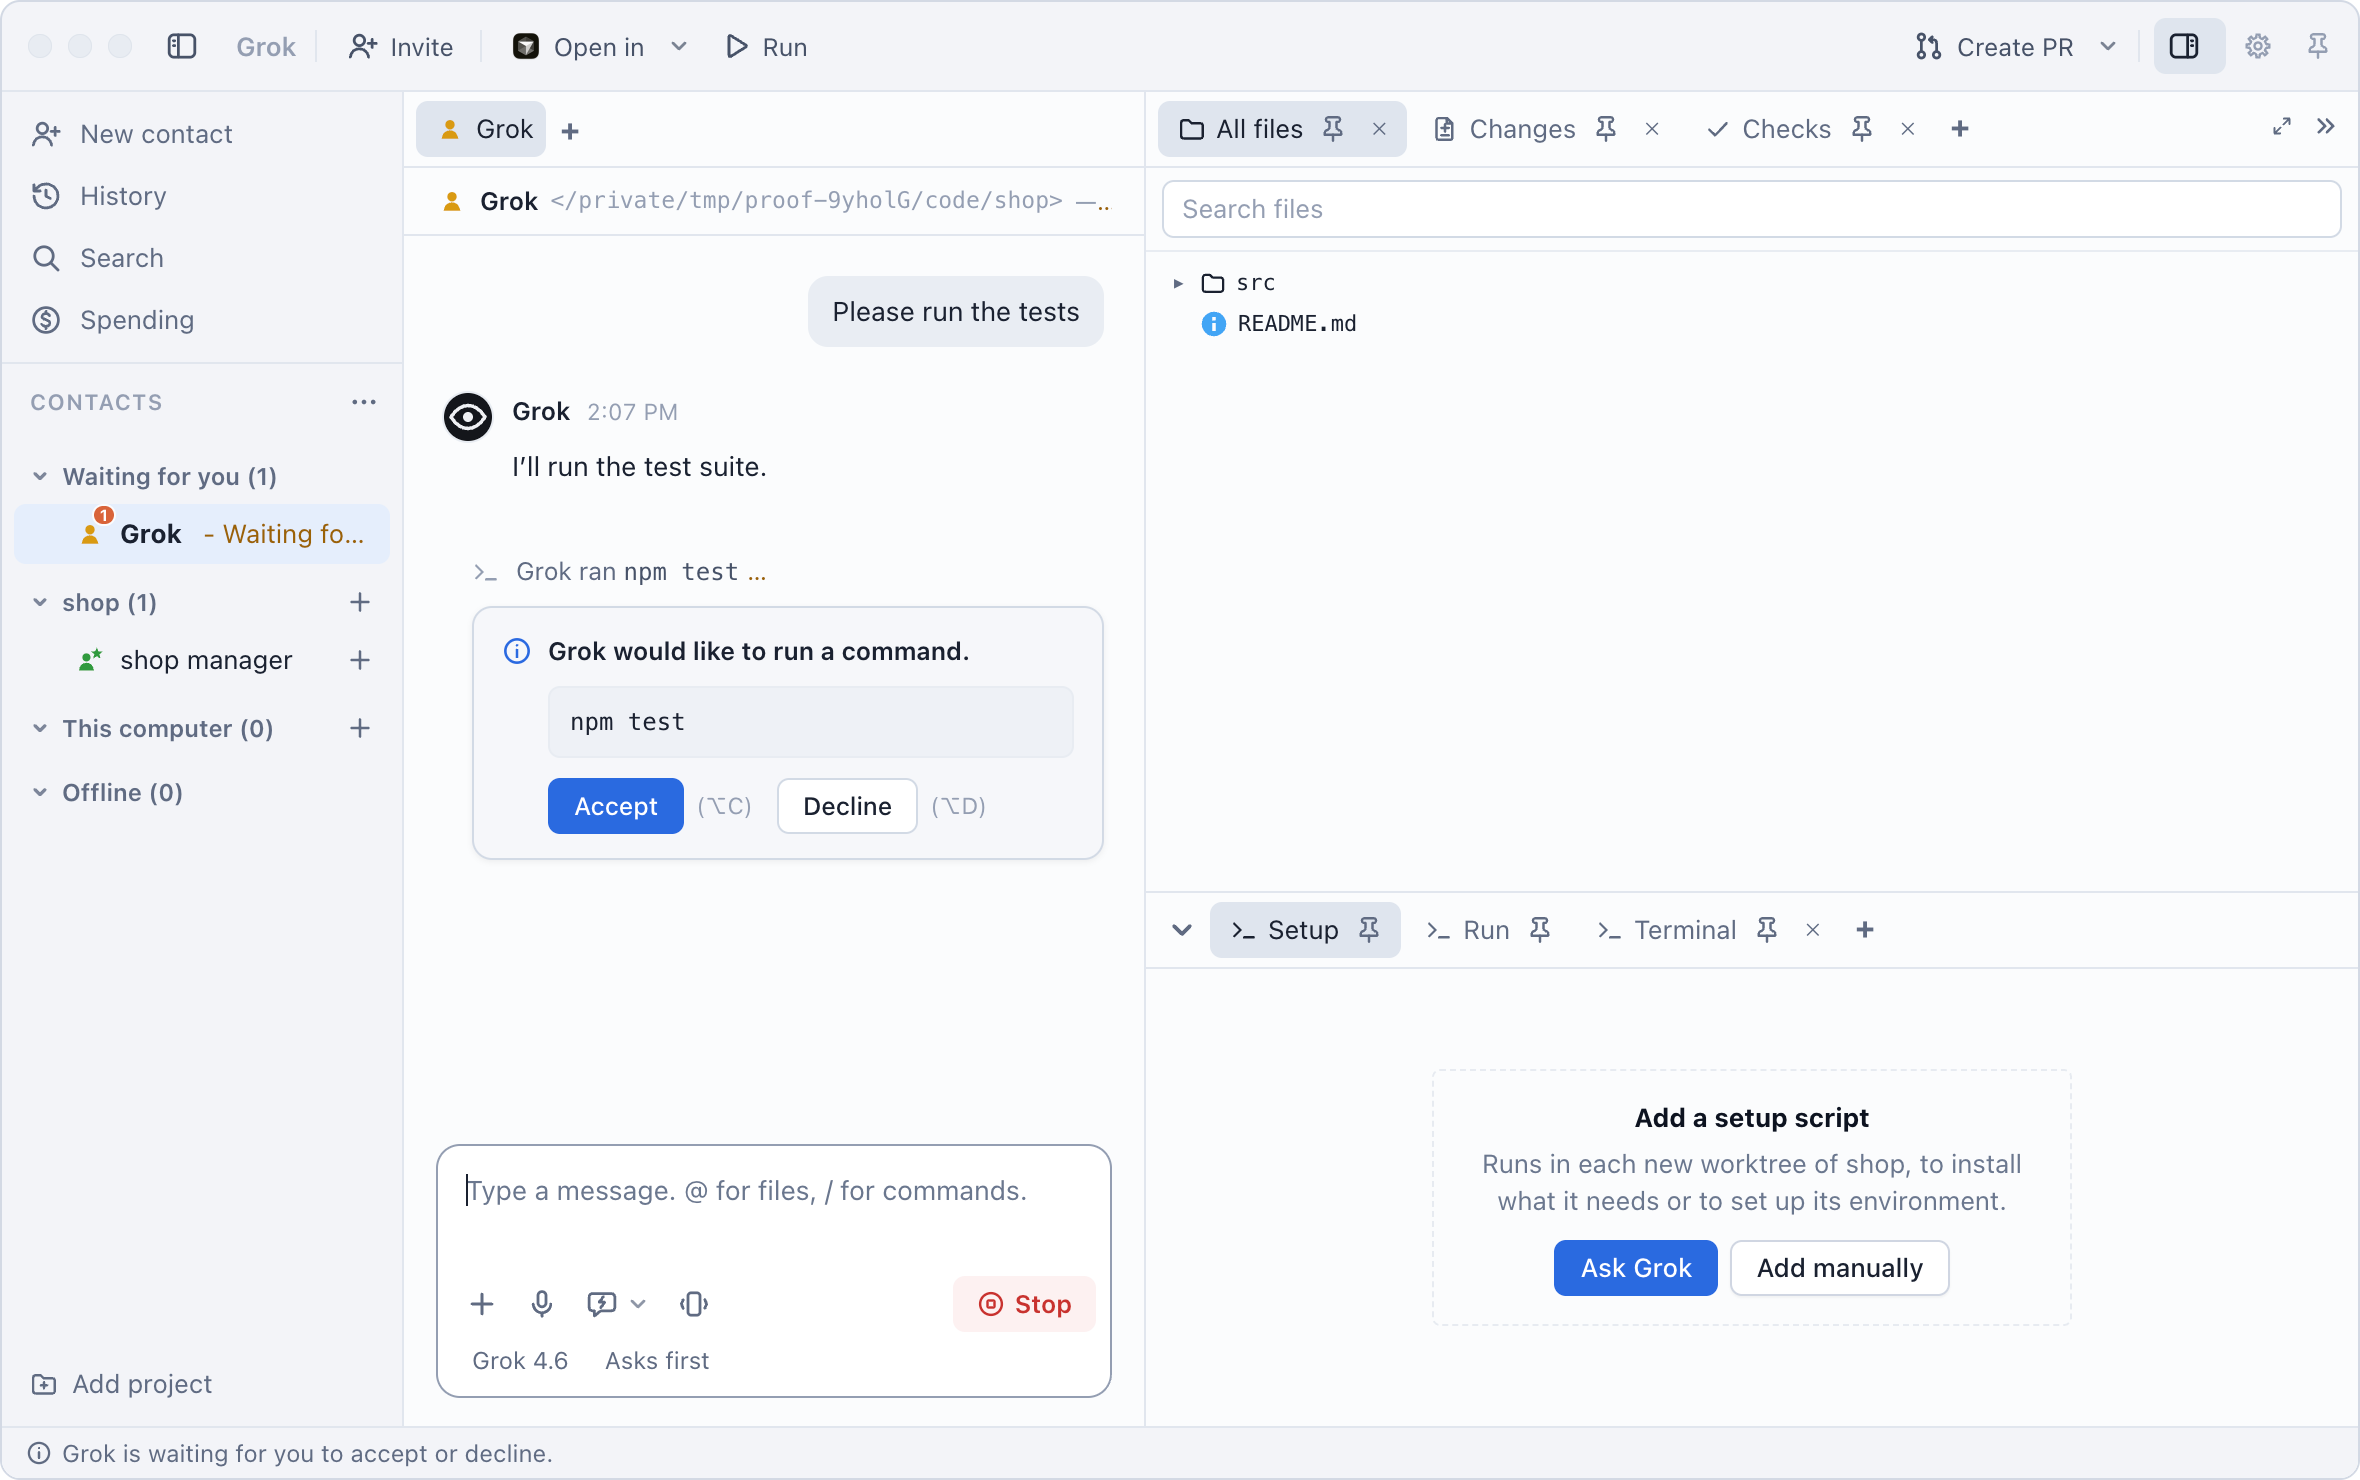 Grok
Invite
Open in
Run
Create PR
New contact
History
Search
Spending
CONTACTS
Waiting for you (1)
1
Grok - Waiting fo...
shop (1)
shop manager
This computer (0)
Offline (0)
Add project
Grok
Grok </private/tmp/proof-9yholG/code/shop> —...
Please run the tests
Grok 2:07 PM
I'll run the test suite.
Grok ran npm test ...
Grok would like to run a command.
npm test
Accept (⌥C) Decline (⌥D)
Type a message. @ for files, / for commands.
Stop
Grok 4.6 Asks first
All files
Changes
Checks
Search files
src
README.md
Setup
Run
Terminal
Add a setup script
Runs in each new worktree of shop, to install
what it needs or to set up its environment.
Ask Grok
Add manually
Grok is waiting for you to accept or decline.